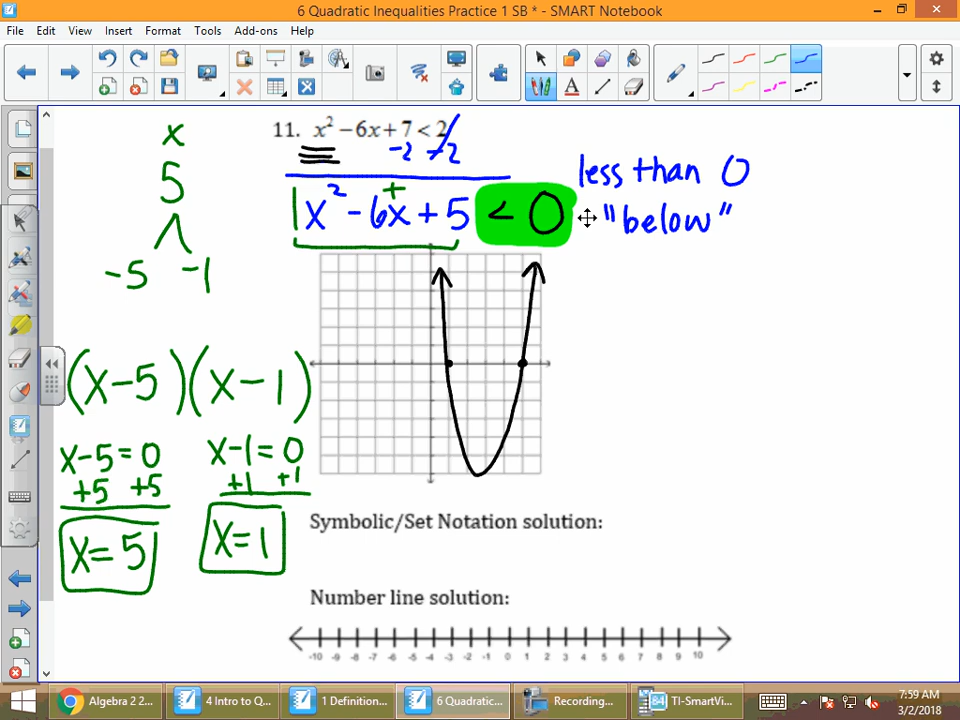 6 Quadratic Inequalities Practice 1 SB * - SMART Notebook
File Edit View Insert Format Tools Add-ons Help
x
5
-5 -1
11. x² - 6x + 7 < 2
-2 -2
1x² - 6x + 5 < 0
+
less than 0
"below"
(x-5)(x-1)
x-5=0
+5 +5
x=5
x-1=0
+1 +1
x=1
Symbolic/Set Notation solution:
Number line solution:
-10 -9 -8 -7 -6 -5 -4 -3 -2 -1 0 1 2 3 4 5 6 7 8 9 10
Algebra 2 2...
4 Intro to Q...
1 Definition...
6 Quadratic...
Recording...
TI-SmartVi...
7:59 AM
3/2/2018